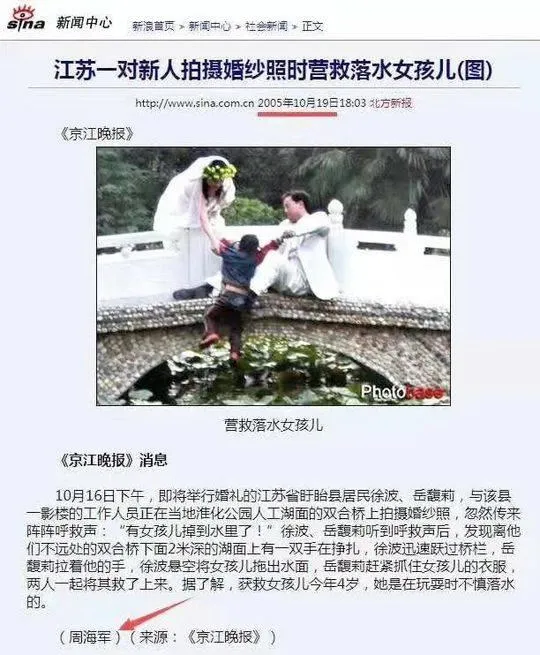 sina 新闻中心 新浪首页 > 新闻中心 > 社会新闻 > 正文
江苏一对新人拍摄婚纱照时营救落水女孩儿(图)
http://www.sina.com.cn 2005年10月19日18:03 北方新报
《京江晚报》
Photobase
营救落水女孩儿
《京江晚报》消息
10月16日下午，即将举行婚礼的江苏省盱眙县居民徐波、岳馥莉，与该县
一影楼的工作人员正在当地淮化公园人工湖面的双合桥上拍摄婚纱照，忽然传来
阵阵呼救声：“有女孩儿掉到水里了！”徐波、岳馥莉听到呼救声后，发现离他
们不远处的双合桥下面2米深的湖面上有一双手在挣扎，徐波迅速跃过桥栏，岳
馥莉拉着他的手，徐波悬空将女孩儿拖出水面，岳馥莉赶紧抓住女孩儿的衣服，
两人一起将其救了上来。据了解，获救女孩儿今年4岁，她是在玩耍时不慎落水
的。
（周海军）（来源：《京江晚报》）